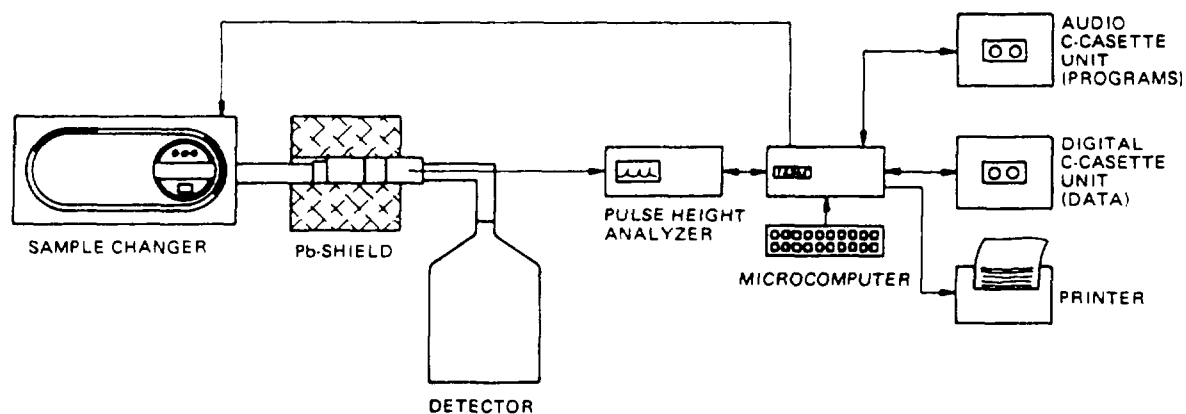 SAMPLE CHANGER
Pb-SHIELD
DETECTOR
PULSE HEIGHT
ANALYZER
MICROCOMPUTER
AUDIO
C-CASETTE
UNIT
(PROGRAMS)
DIGITAL
C-CASETTE
UNIT
(DATA)
PRINTER